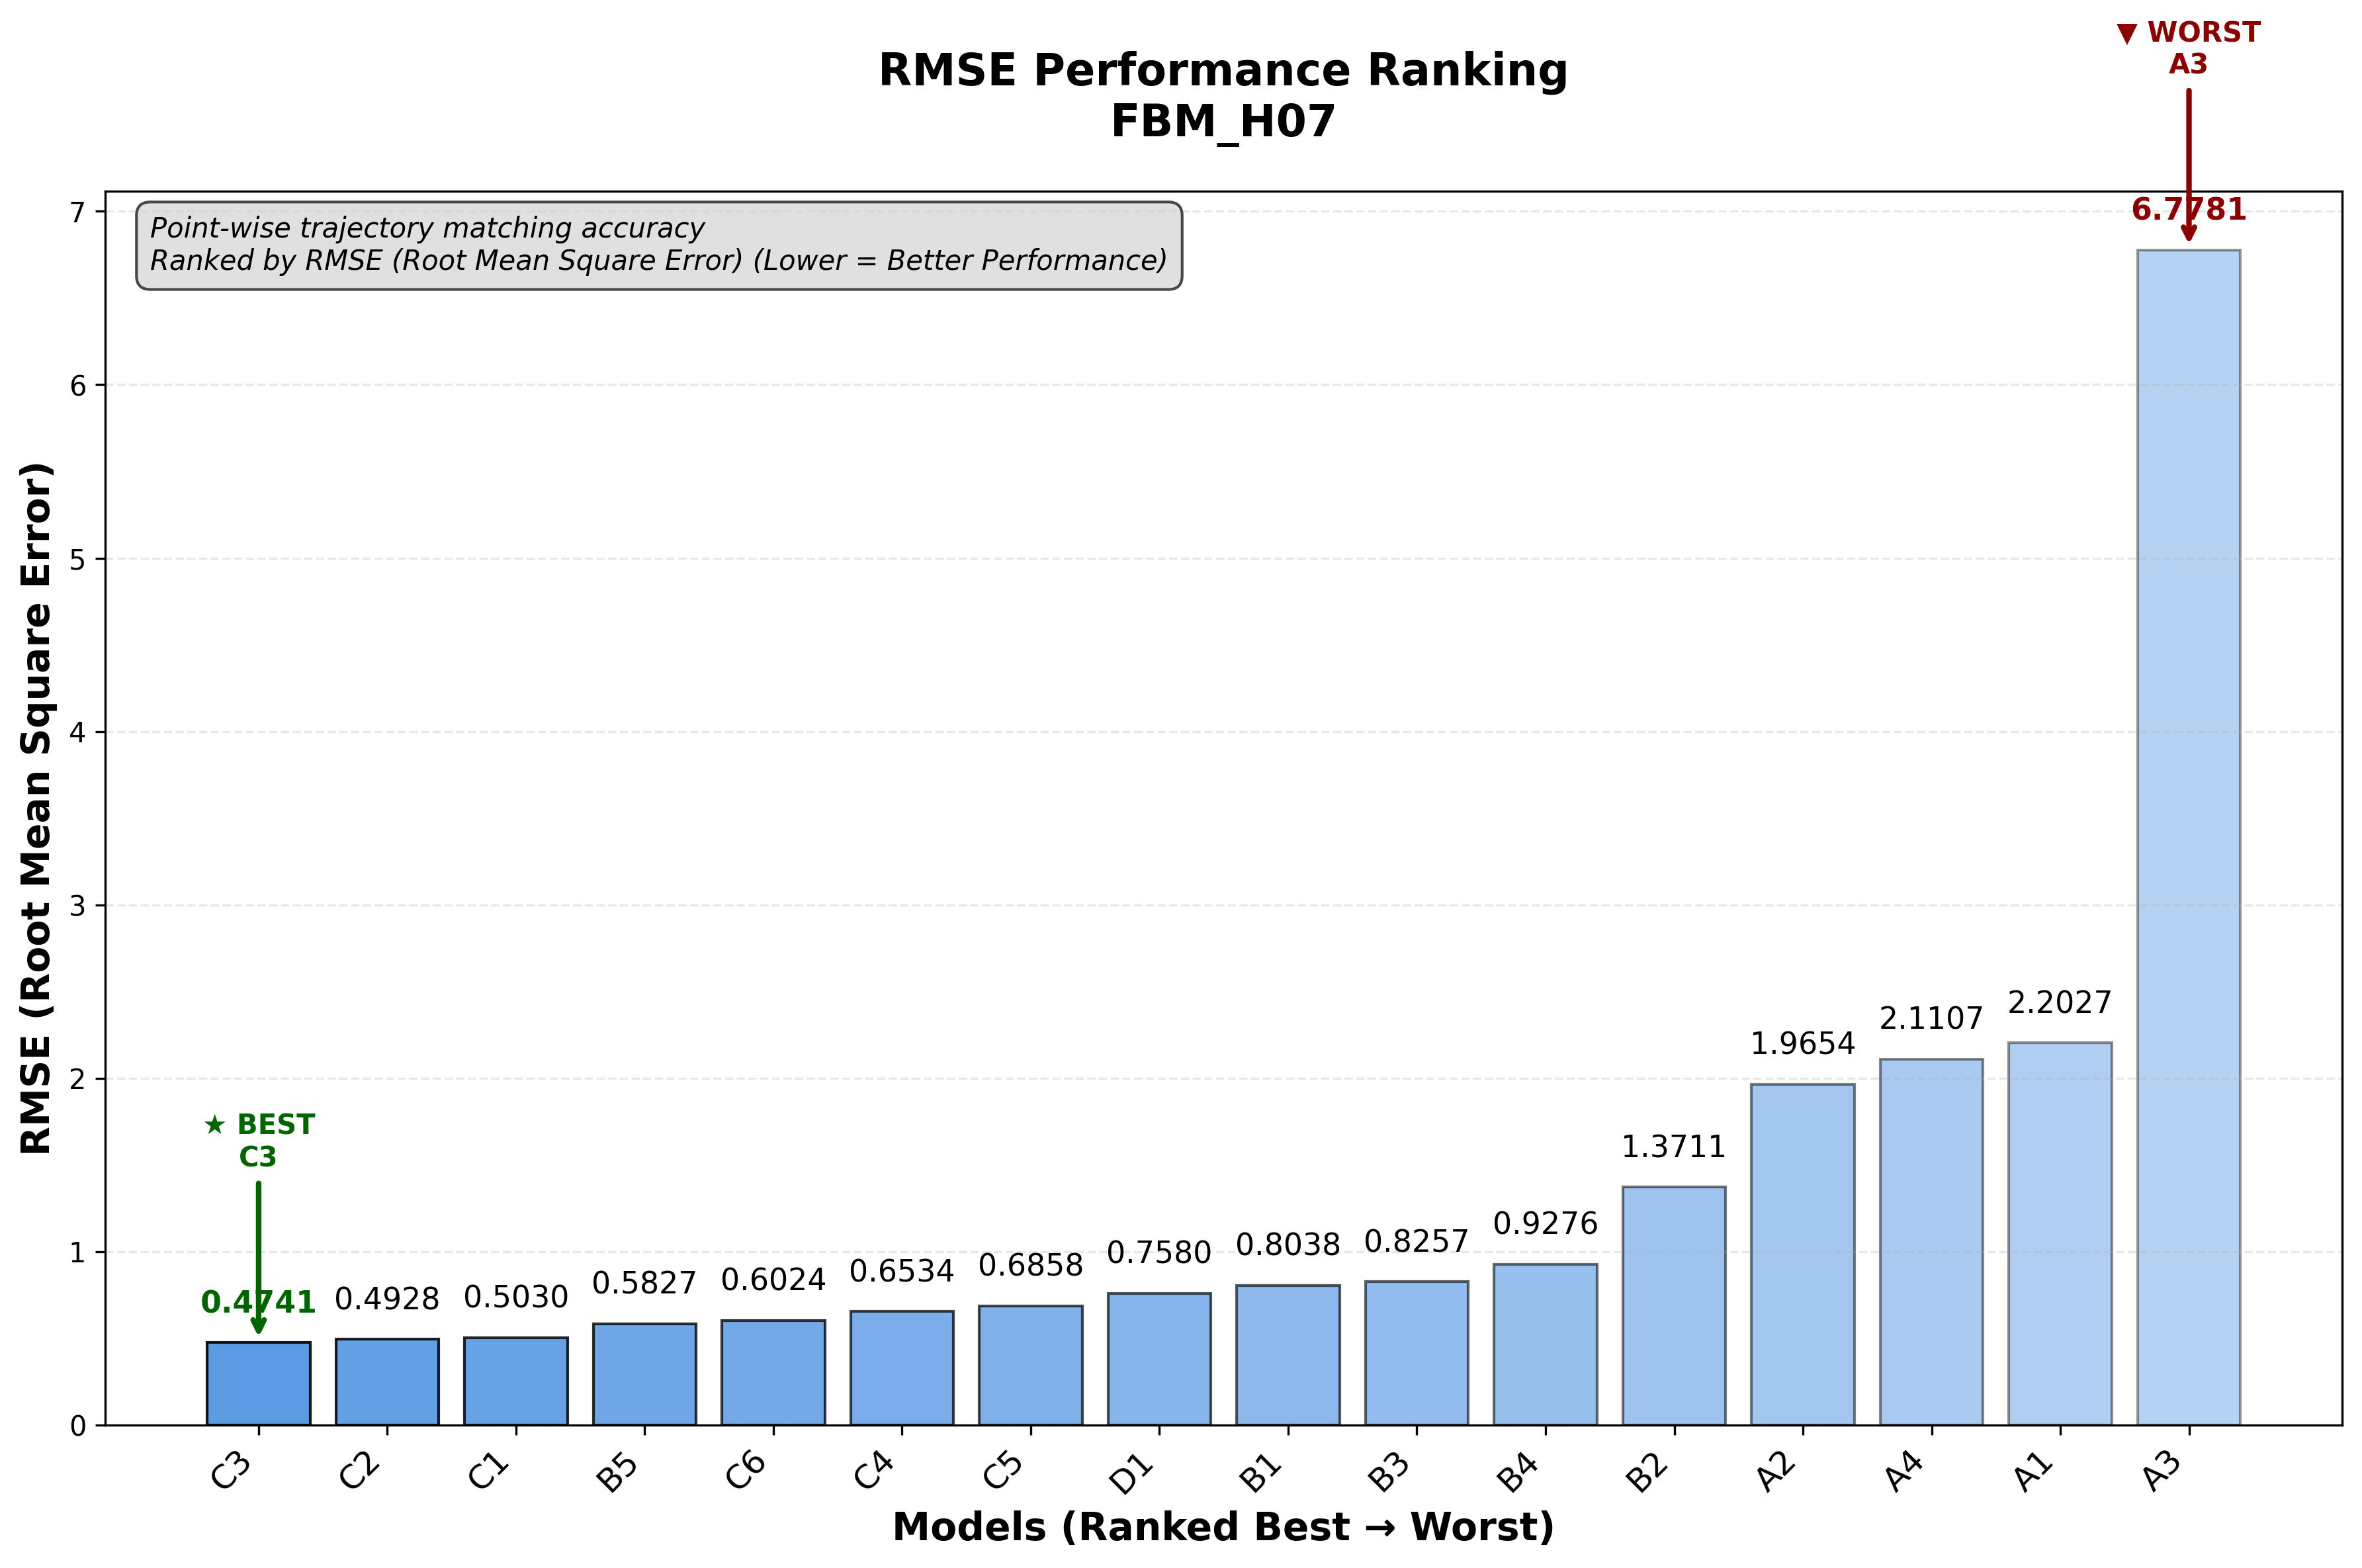 ▼ WORST
A3
RMSE Performance Ranking
FBM_H07
Point-wise trajectory matching accuracy
Ranked by RMSE (Root Mean Square Error) (Lower = Better Performance)
RMSE (Root Mean Square Error)
7
6
5
4
3
2
1
0
★ BEST
C3
0.4741
0.4928
0.5030
0.5827
0.6024
0.6534
0.6858
0.7580
0.8038
0.8257
0.9276
1.3711
1.9654
2.1107
2.2027
6.7781
C3
C2
C1
B5
C6
C4
C5
D1
B1
B3
B4
B2
A2
A4
A1
A3
Models (Ranked Best → Worst)